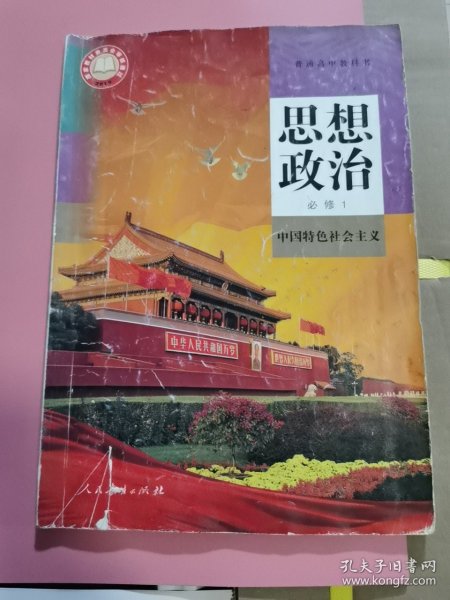 普通高中教科书
思想
政治
必修1
中国特色社会主义
2019
中华人民共和国万岁
世界人民大团结万岁
人民教育出版社
孔夫子旧书网
www.kongfz.com